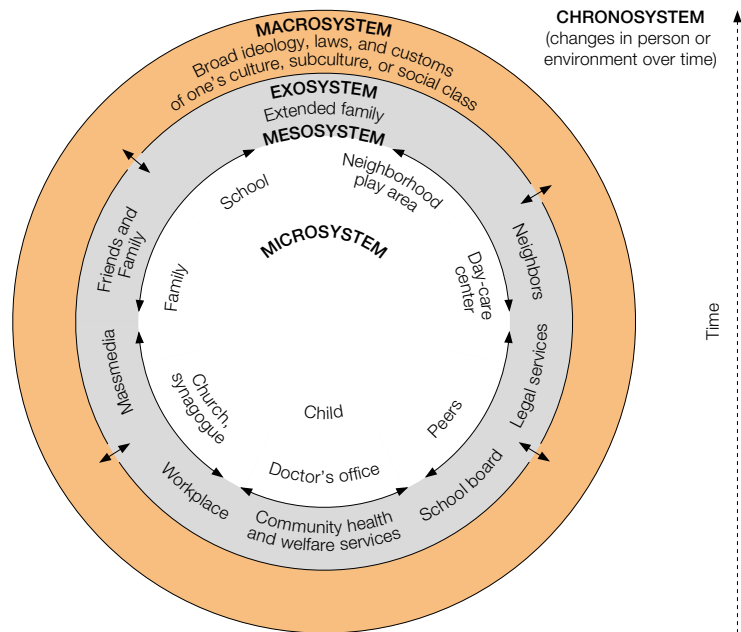 MACROSYSTEM
Broad ideology, laws, and customs
of one's culture, subculture, or social class
EXOSYSTEM
Extended family
MESOSYSTEM
CHRONOSYSTEM
(changes in person or
environment over time)
School
Neighborhood
play area
MICROSYSTEM
Friends and
Family
Family
Day-care
center
Neighbors
Time
Massmedia
Legal services
Church,
synagogue
Child
Peers
Doctor's office
Workplace
Community health
and welfare services
School board